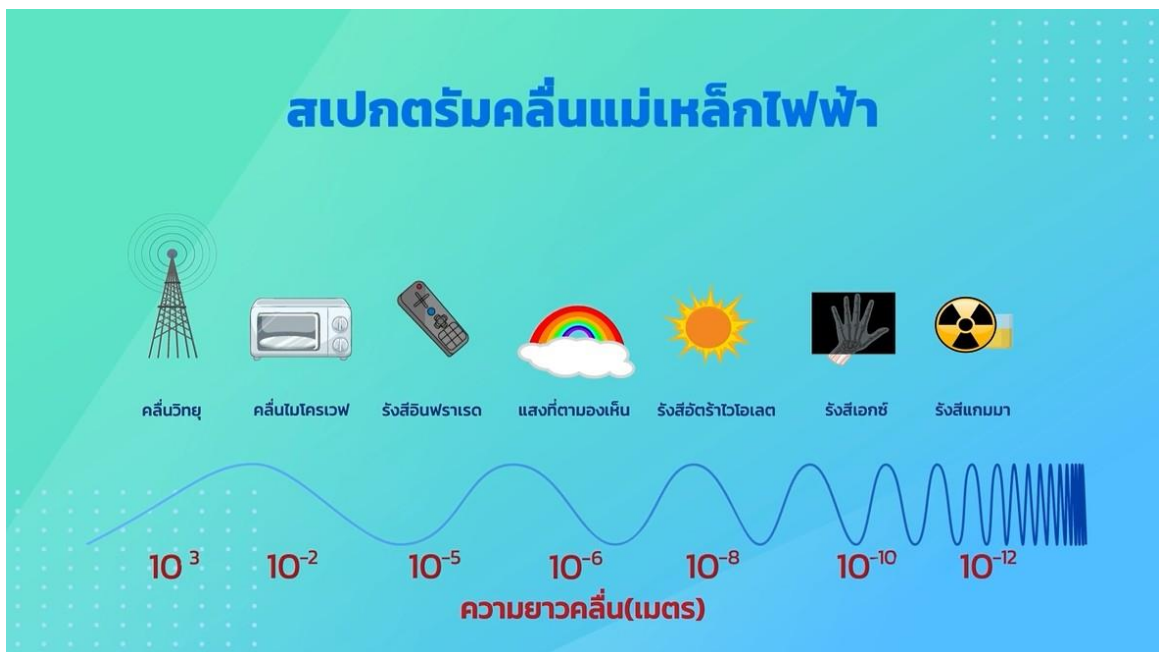 สเปกตรัมคลื่นแม่เหล็กไฟฟ้า
คลื่นวิทยุ คลื่นไมโครเวฟ รังสีอินฟราเรด แสงที่ตามองเห็น รังสีอัตร้าไวโอเลต รังสีเอกซ์ รังสีแกมมา
10³ 10⁻² 10⁻⁵ 10⁻⁶ 10⁻⁸ 10⁻¹⁰ 10⁻¹²
ความยาวคลื่น(เมตร)